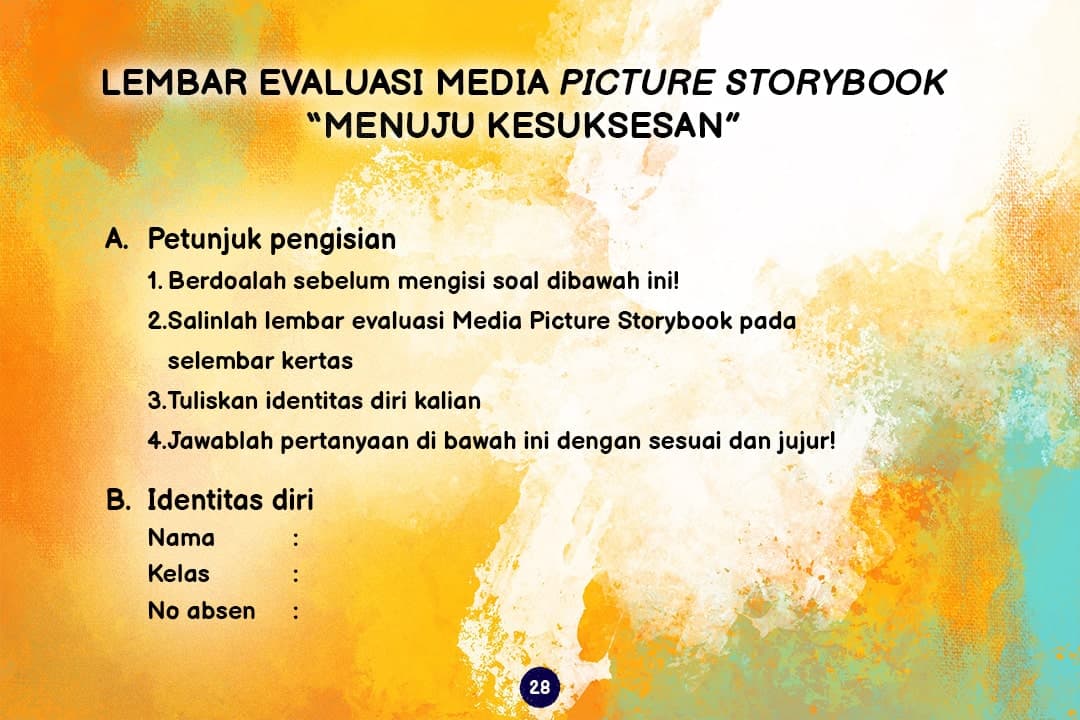 LEMBAR EVALUASI MEDIA PICTURE STORYBOOK
“MENUJU KESUKSESAN”
A. Petunjuk pengisian
1. Berdoalah sebelum mengisi soal dibawah ini!
2.Salinlah lembar evaluasi Media Picture Storybook pada
selembar kertas
3.Tuliskan identitas diri kalian
4.Jawablah pertanyaan di bawah ini dengan sesuai dan jujur!
B. Identitas diri
Nama :
Kelas :
No absen :
28